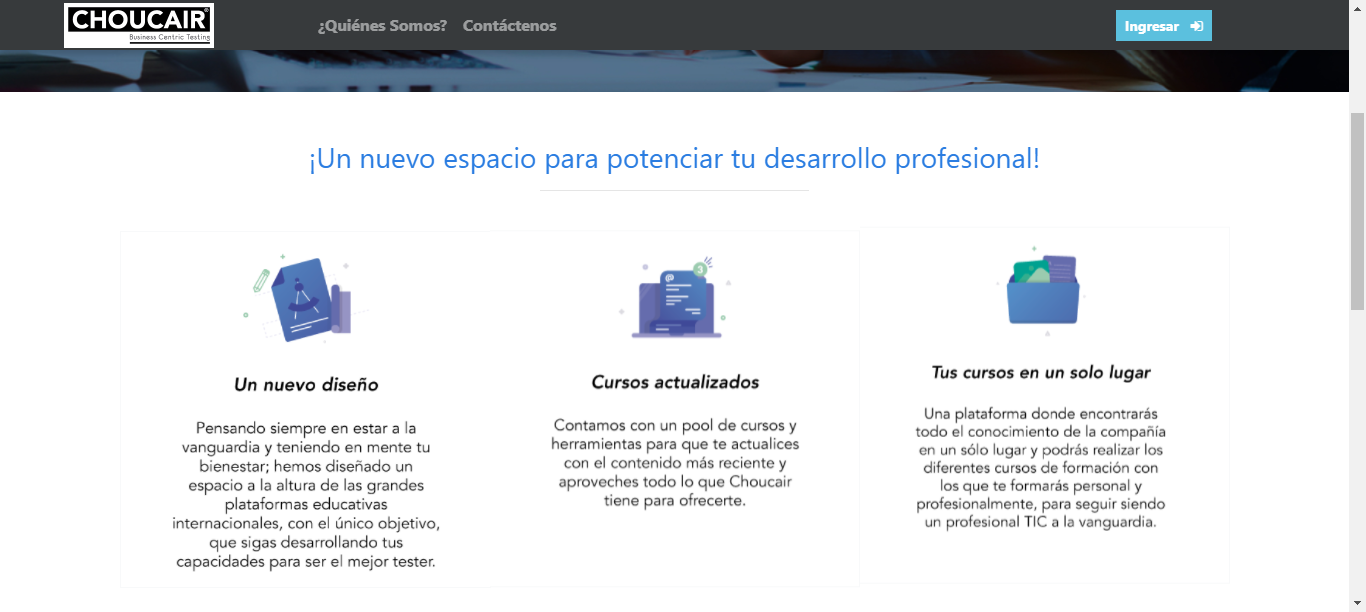 CHOUCAIR®
Business Centric Testing
¿Quiénes Somos? Contáctenos
Ingresar
¡Un nuevo espacio para potenciar tu desarrollo profesional!
Un nuevo diseño
Pensando siempre en estar a la
vanguardia y teniendo en mente tu
bienestar; hemos diseñado un
espacio a la altura de las grandes
plataformas educativas
internacionales, con el único objetivo,
que sigas desarrollando tus
capacidades para ser el mejor tester.
@
3
Cursos actualizados
Contamos con un pool de cursos y
herramientas para que te actualices
con el contenido más reciente y
aproveches todo lo que Choucair
tiene para ofrecerte.
Tus cursos en un solo lugar
Una plataforma donde encontrarás
todo el conocimiento de la compañía
en un sólo lugar y podrás realizar los
diferentes cursos de formación con
los que te formarás personal y
profesionalmente, para seguir siendo
un profesional TIC a la vanguardia.